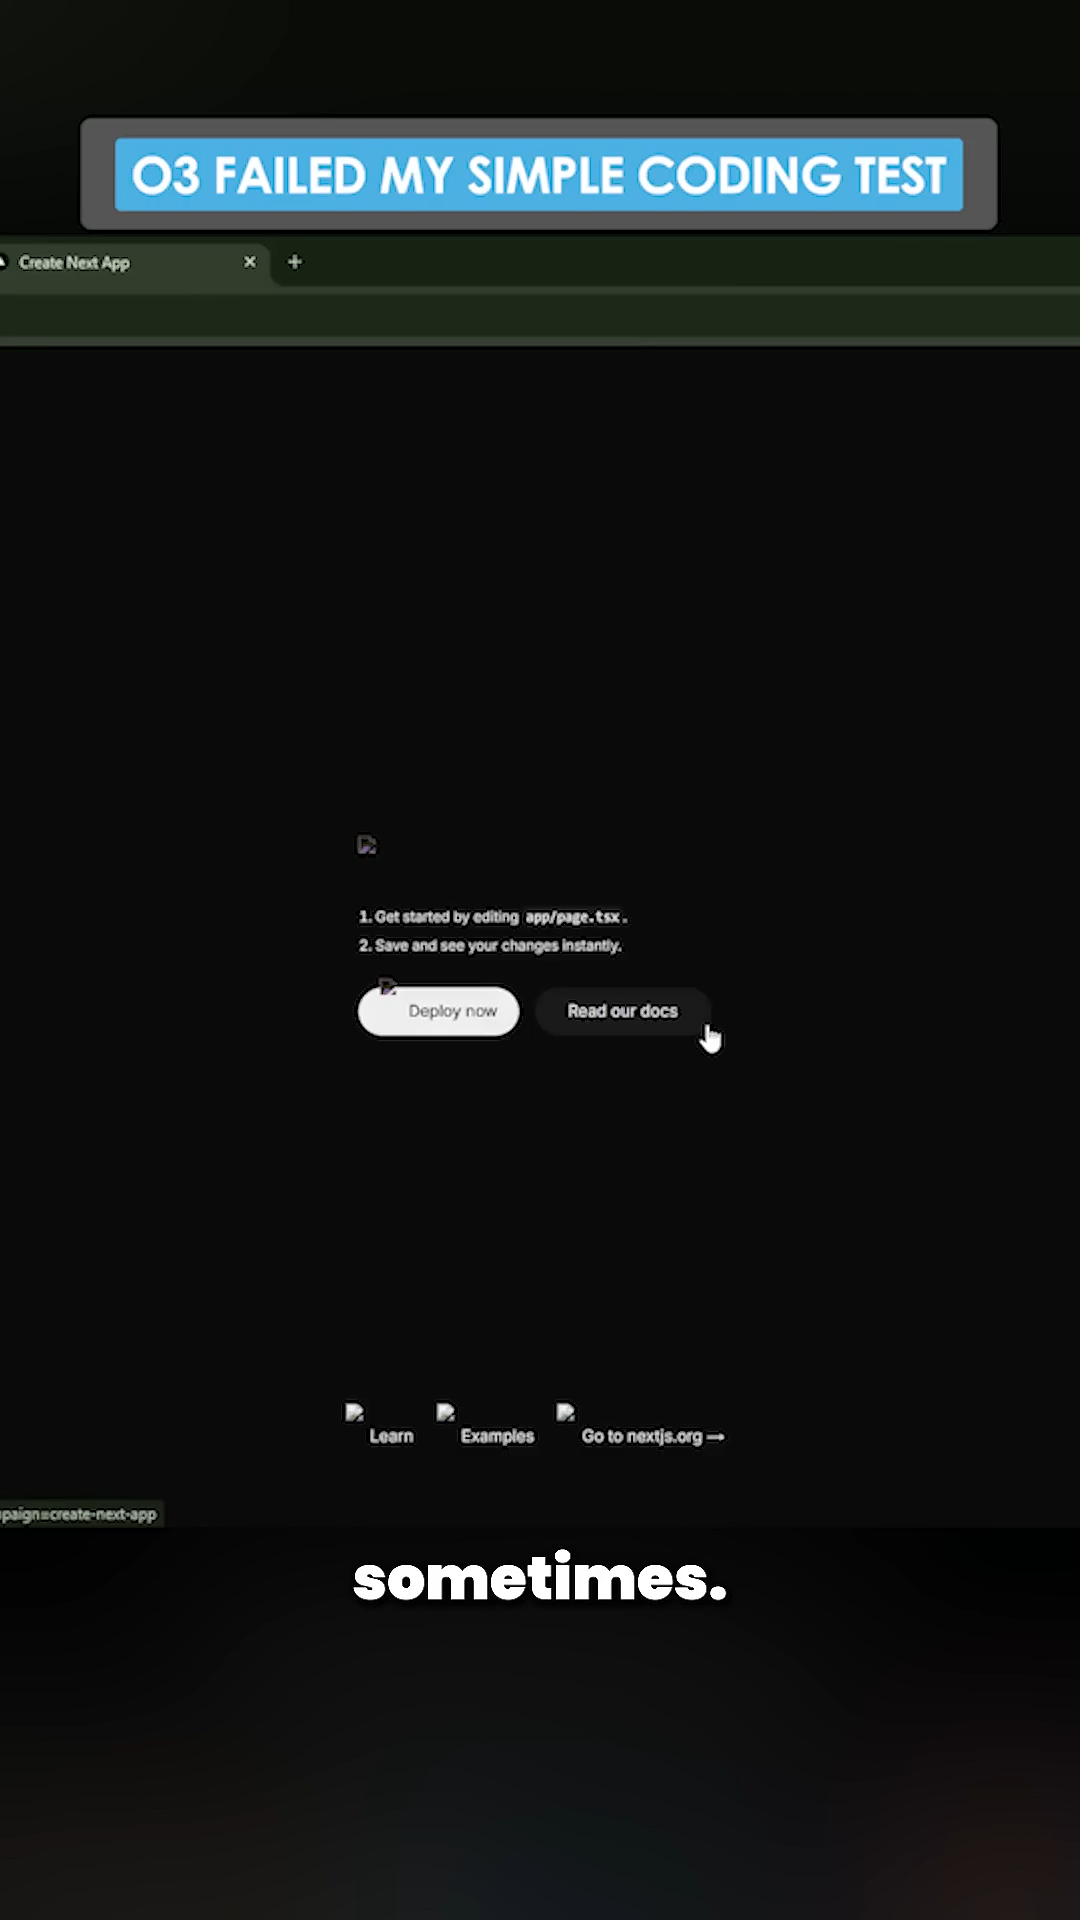 O3 FAILED MY SIMPLE CODING TEST
Create Next App
1. Get started by editing app/page.tsx.
2. Save and see your changes instantly.
Deploy now
Read our docs
Learn
Examples
Go to nextjs.org →
paign=create-next-app
sometimes.